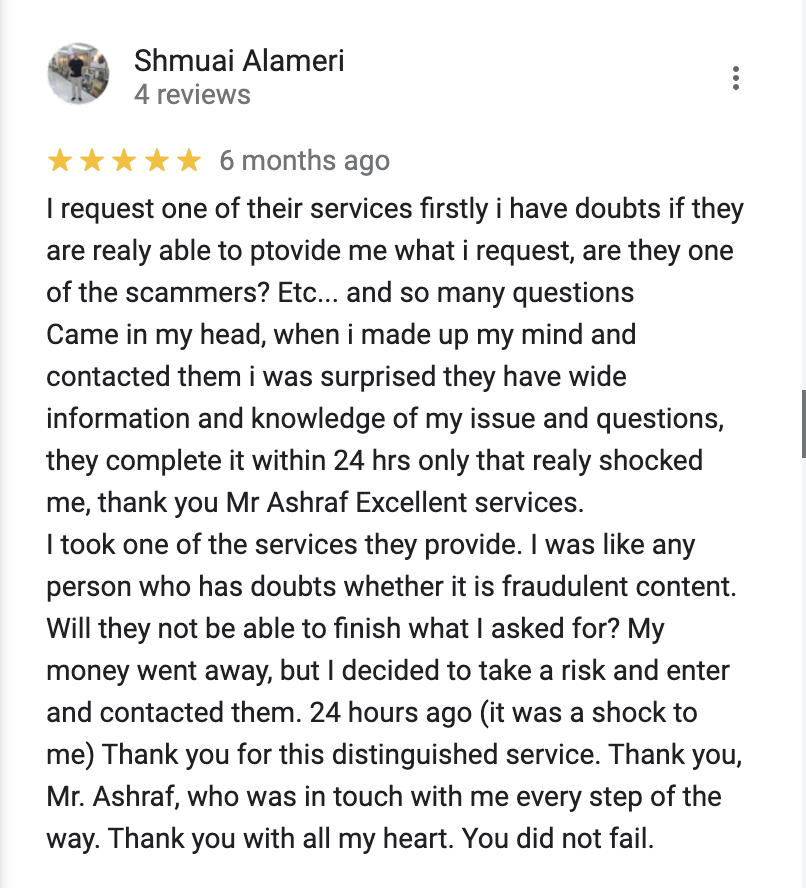 Shmuai Alameri
4 reviews
6 months ago
I request one of their services firstly i have doubts if they
are realy able to ptovide me what i request, are they one
of the scammers? Etc... and so many questions
Came in my head, when i made up my mind and
contacted them i was surprised they have wide
information and knowledge of my issue and questions,
they complete it within 24 hrs only that realy shocked
me, thank you Mr Ashraf Excellent services.
I took one of the services they provide. I was like any
person who has doubts whether it is fraudulent content.
Will they not be able to finish what I asked for? My
money went away, but I decided to take a risk and enter
and contacted them. 24 hours ago (it was a shock to
me) Thank you for this distinguished service. Thank you,
Mr. Ashraf, who was in touch with me every step of the
way. Thank you with all my heart. You did not fail.